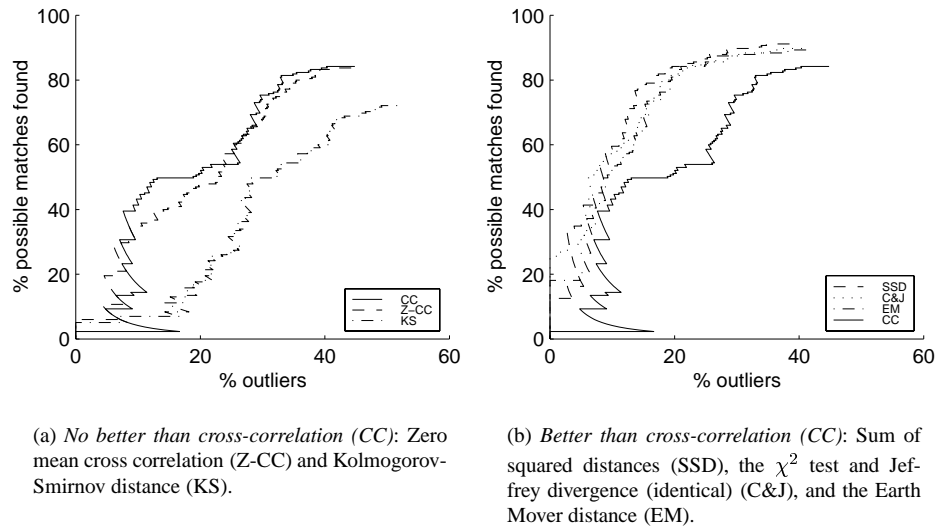 100
80
60
40
20
0
% possible matches found
0 20 40 60
% outliers
CC
Z−CC
KS
100
80
60
40
20
0
% possible matches found
0 20 40 60
% outliers
SSD
C&J
EM
CC
(a) No better than cross-correlation (CC): Zero
mean cross correlation (Z-CC) and Kolmogorov-
Smirnov distance (KS).
(b) Better than cross-correlation (CC): Sum of
squared distances (SSD), the χ² test and Jef-
frey divergence (identical) (C&J), and the Earth
Mover distance (EM).